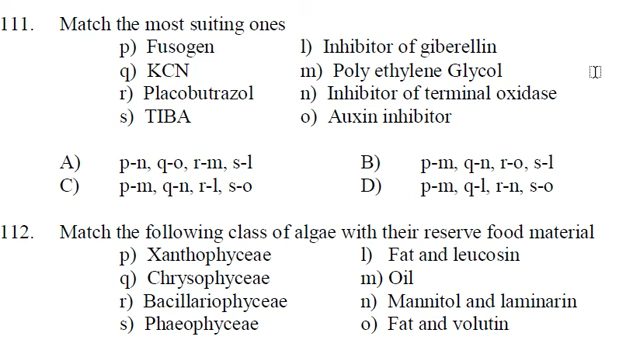 111. Match the most suiting ones
p) Fusogen l) Inhibitor of giberellin
q) KCN m) Poly ethylene Glycol
r) Placobutrazol n) Inhibitor of terminal oxidase
s) TIBA o) Auxin inhibitor
A) p-n, q-o, r-m, s-l B) p-m, q-n, r-o, s-l
C) p-m, q-n, r-l, s-o D) p-m, q-l, r-n, s-o
112. Match the following class of algae with their reserve food material
p) Xanthophyceae l) Fat and leucosin
q) Chrysophyceae m) Oil
r) Bacillariophyceae n) Mannitol and laminarin
s) Phaeophyceae o) Fat and volutin